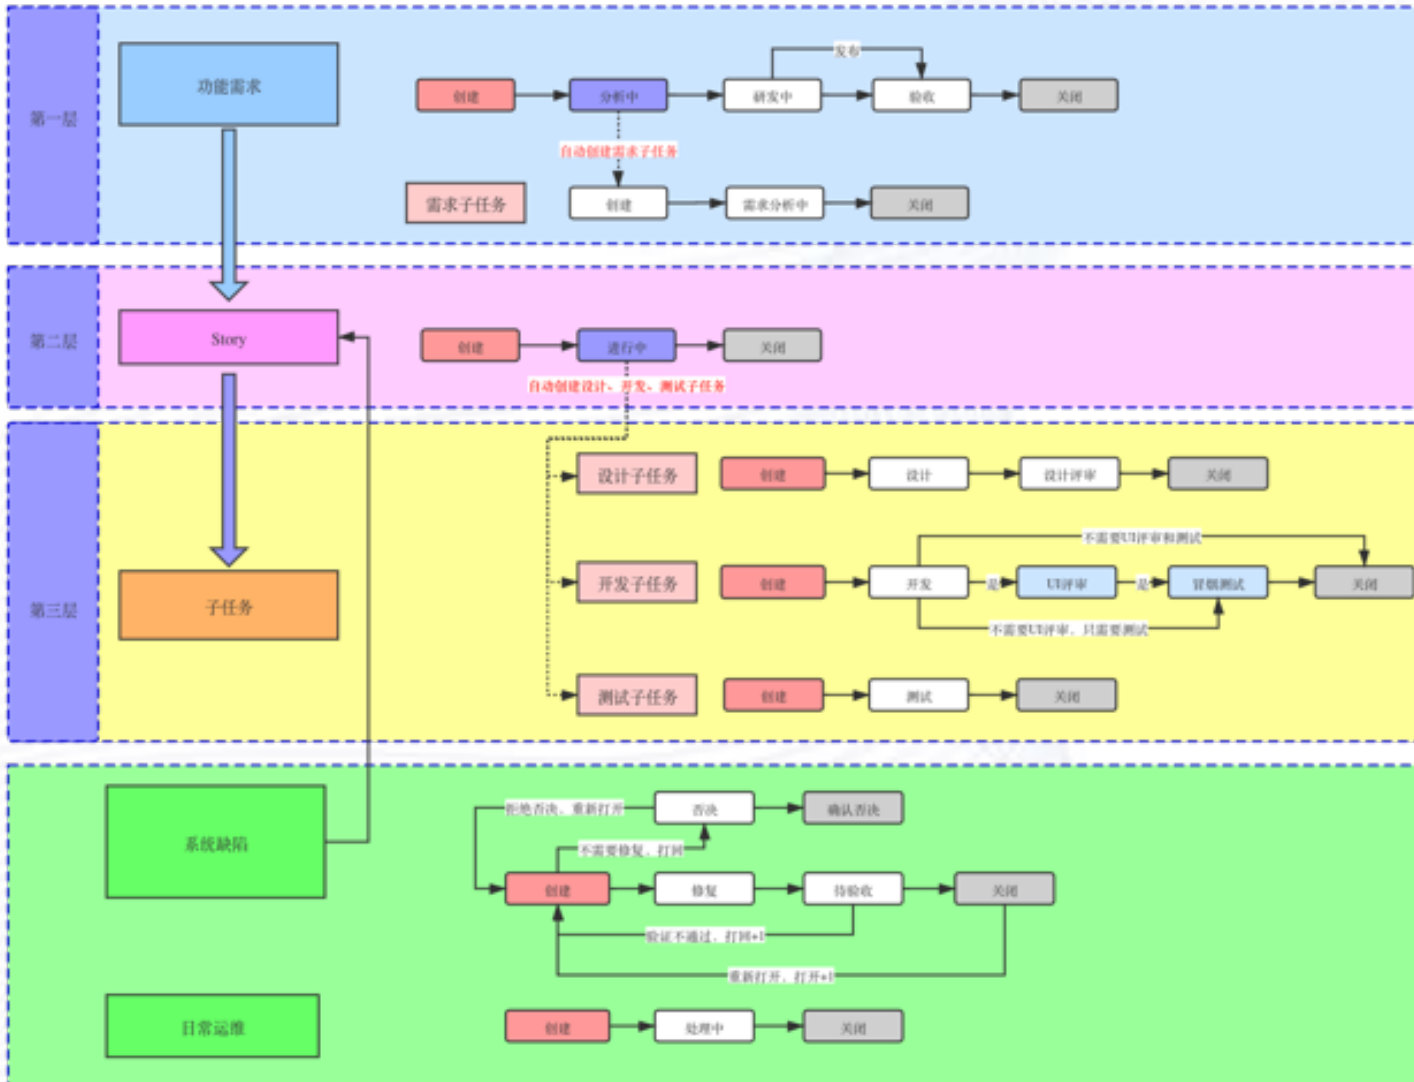 第一层
功能需求
发布
创建
分析中
研发中
验收
关闭
自动创建需求子任务
需求子任务
创建
需求分析中
关闭
第二层
Story
创建
进行中
关闭
自动创建设计、开发、测试子任务
第三层
子任务
设计子任务
创建
设计
设计评审
关闭
不需要UI评审和测试
开发子任务
创建
开发
是
UI评审
是
冒烟测试
关闭
不需要UI评审，只需要测试
测试子任务
创建
测试
关闭
系统缺陷
拒绝否决，重新打开
否决
确认否决
不需要修复，打回
创建
修复
待验收
关闭
验证不通过，打回+1
重新打开，打开+1
日常运维
创建
处理中
关闭